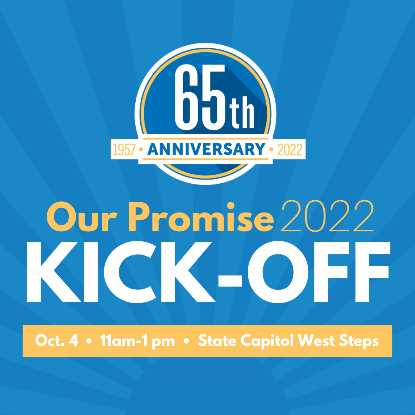 65th
1957 • ANNIVERSARY • 2022
Our Promise 2022
KICK-OFF
Oct. 4 • 11am-1 pm • State Capitol West Steps